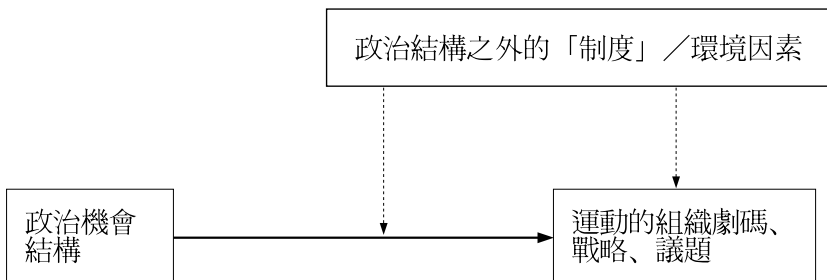 政治結構之外的「制度」／環境因素
政治機會
結構
運動的組織劇碼、
戰略、議題